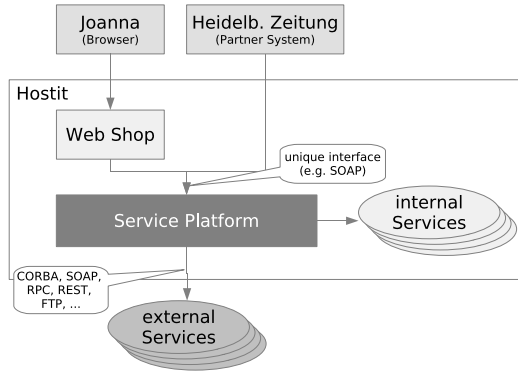 Joanna
(Browser)
Heidelb. Zeitung
(Partner System)
Hostit
Web Shop
unique interface
(e.g. SOAP)
Service Platform
internal
Services
CORBA, SOAP,
RPC, REST,
FTP, ...
external
Services